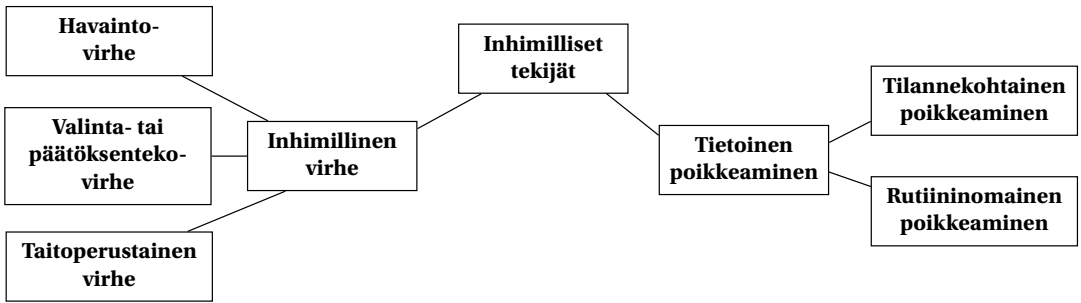 Inhimilliset
tekijät
Havainto-
virhe
Valinta- tai
päätöksenteko-
virhe
Taitoperustainen
virhe
Inhimillinen
virhe
Tietoinen
poikkeaminen
Tilannekohtainen
poikkeaminen
Rutiininomainen
poikkeaminen